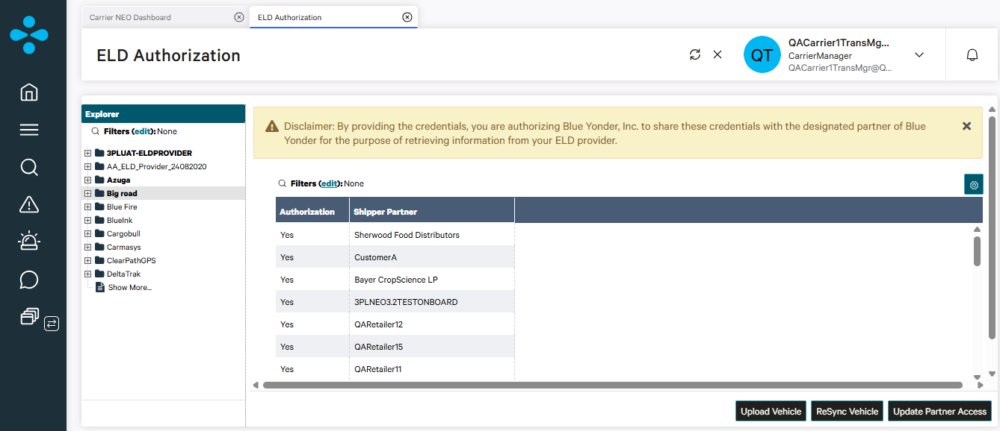 Carrier NEO Dashboard
ELD Authorization
ELD Authorization
QT
QACarrier1TransMg...
CarrierManager
QACarrier1TransMgr@Q...
Explorer
Filters (edit): None
3PLUAT-ELDPROVIDER
AA_ELD_Provider_24082020
Azuga
Big road
Blue Fire
BlueInk
Cargobull
Carmasys
ClearPathGPS
DeltaTrak
Show More...
Disclaimer: By providing the credentials, you are authorizing Blue Yonder, Inc. to share these credentials with the designated partner of Blue
Yonder for the purpose of retrieving information from your ELD provider.
Filters (edit): None
Authorization Shipper Partner
Yes Sherwood Food Distributors
Yes CustomerA
Yes Bayer CropScience LP
Yes 3PLNEO3.2TESTONBOARD
Yes QARetailer12
Yes QARetailer15
Yes QARetailer11
Upload Vehicle ReSync Vehicle Update Partner Access